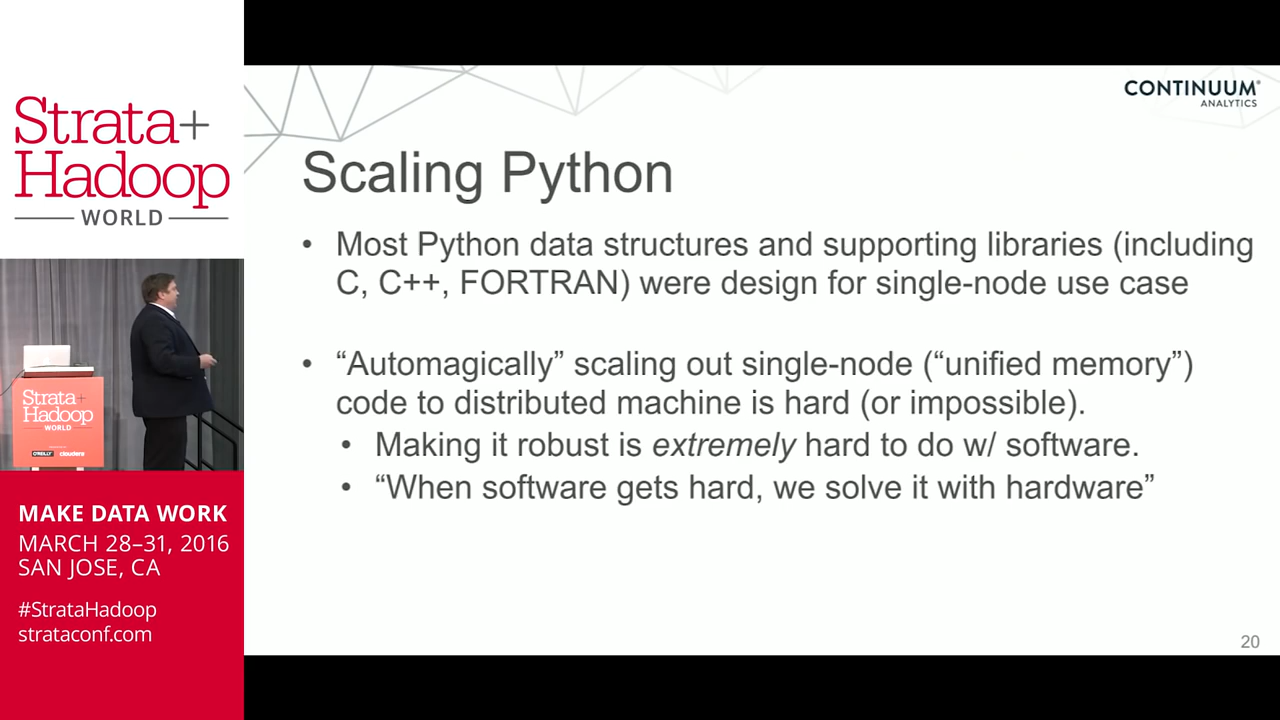 Strata+
Hadoop
WORLD
Strata+
Hadoop
WORLD
O'REILLY cloudera
MAKE DATA WORK
MARCH 28–31, 2016
SAN JOSE, CA
#StrataHadoop
strataconf.com
CONTINUUM®
ANALYTICS
Scaling Python
• Most Python data structures and supporting libraries (including
C, C++, FORTRAN) were design for single-node use case
• “Automagically” scaling out single-node (“unified memory”)
code to distributed machine is hard (or impossible).
• Making it robust is extremely hard to do w/ software.
• “When software gets hard, we solve it with hardware”
20